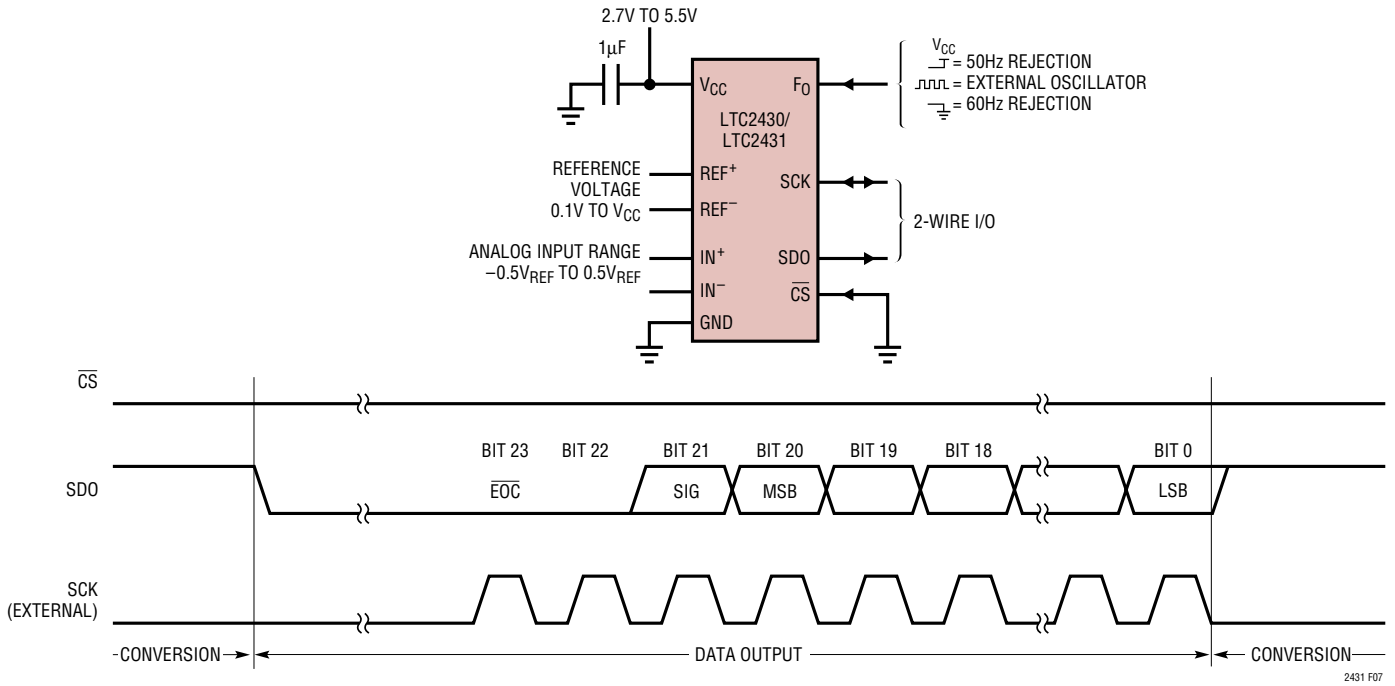 2.7V TO 5.5V
1μF
VCC
FO
LTC2430/
LTC2431
REFERENCE
VOLTAGE
0.1V TO VCC
REF+
REF−
SCK
ANALOG INPUT RANGE
−0.5VREF TO 0.5VREF
IN+
IN−
SDO
CS
GND
VCC
= 50Hz REJECTION
= EXTERNAL OSCILLATOR
= 60Hz REJECTION
2-WIRE I/O
CS
SDO
BIT 23 BIT 22 BIT 21 BIT 20 BIT 19 BIT 18 BIT 0
EOC SIG MSB LSB
SCK
(EXTERNAL)
CONVERSION DATA OUTPUT CONVERSION
2431 F07